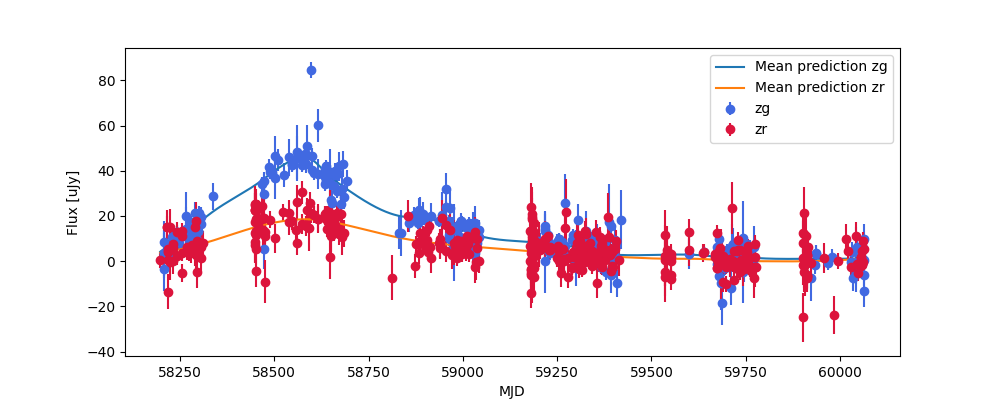 Mean prediction zg
Mean prediction zr
zg
zr
Flux [uJy]
80
60
40
20
0
−20
−40
58250
58500
58750
59000
59250
59500
59750
60000
MJD